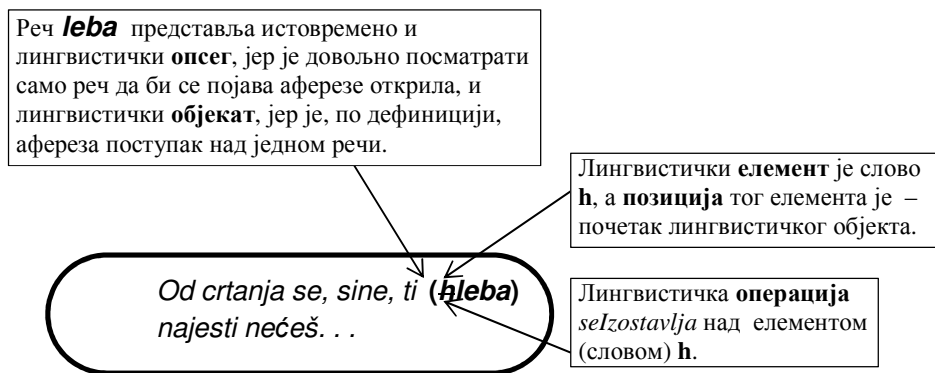 Реч leba представља истовремено и
лингвистички опсег, јер је довољно посматрати
само реч да би се појава аферезе открила, и
лингвистички објекат, јер је, по дефиницији,
афереза поступак над једном речи.
Лингвистички елемент је слово
h, а позиција тог елемента је –
почетак лингвистичког објекта.
Od crtanja se, sine, ti (hleba)
najesti nećeš. . .
Лингвистичка операција
seIzostavlja над елементом
(словом) h.